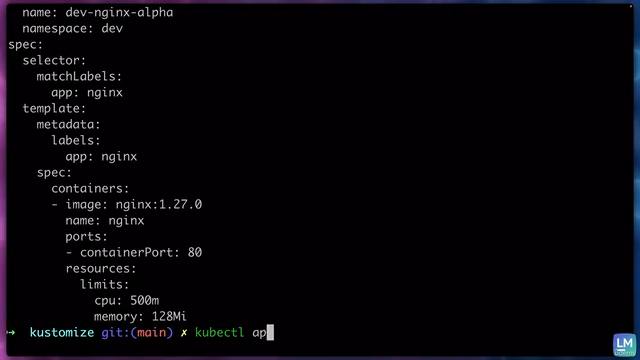 name: dev-nginx-alpha
namespace: dev
spec:
selector:
matchLabels:
app: nginx
template:
metadata:
labels:
app: nginx
spec:
containers:
- image: nginx:1.27.0
name: nginx
ports:
- containerPort: 80
resources:
limits:
cpu: 500m
memory: 128Mi
→ kustomize git:(main) ✗ kubectl ap
LM